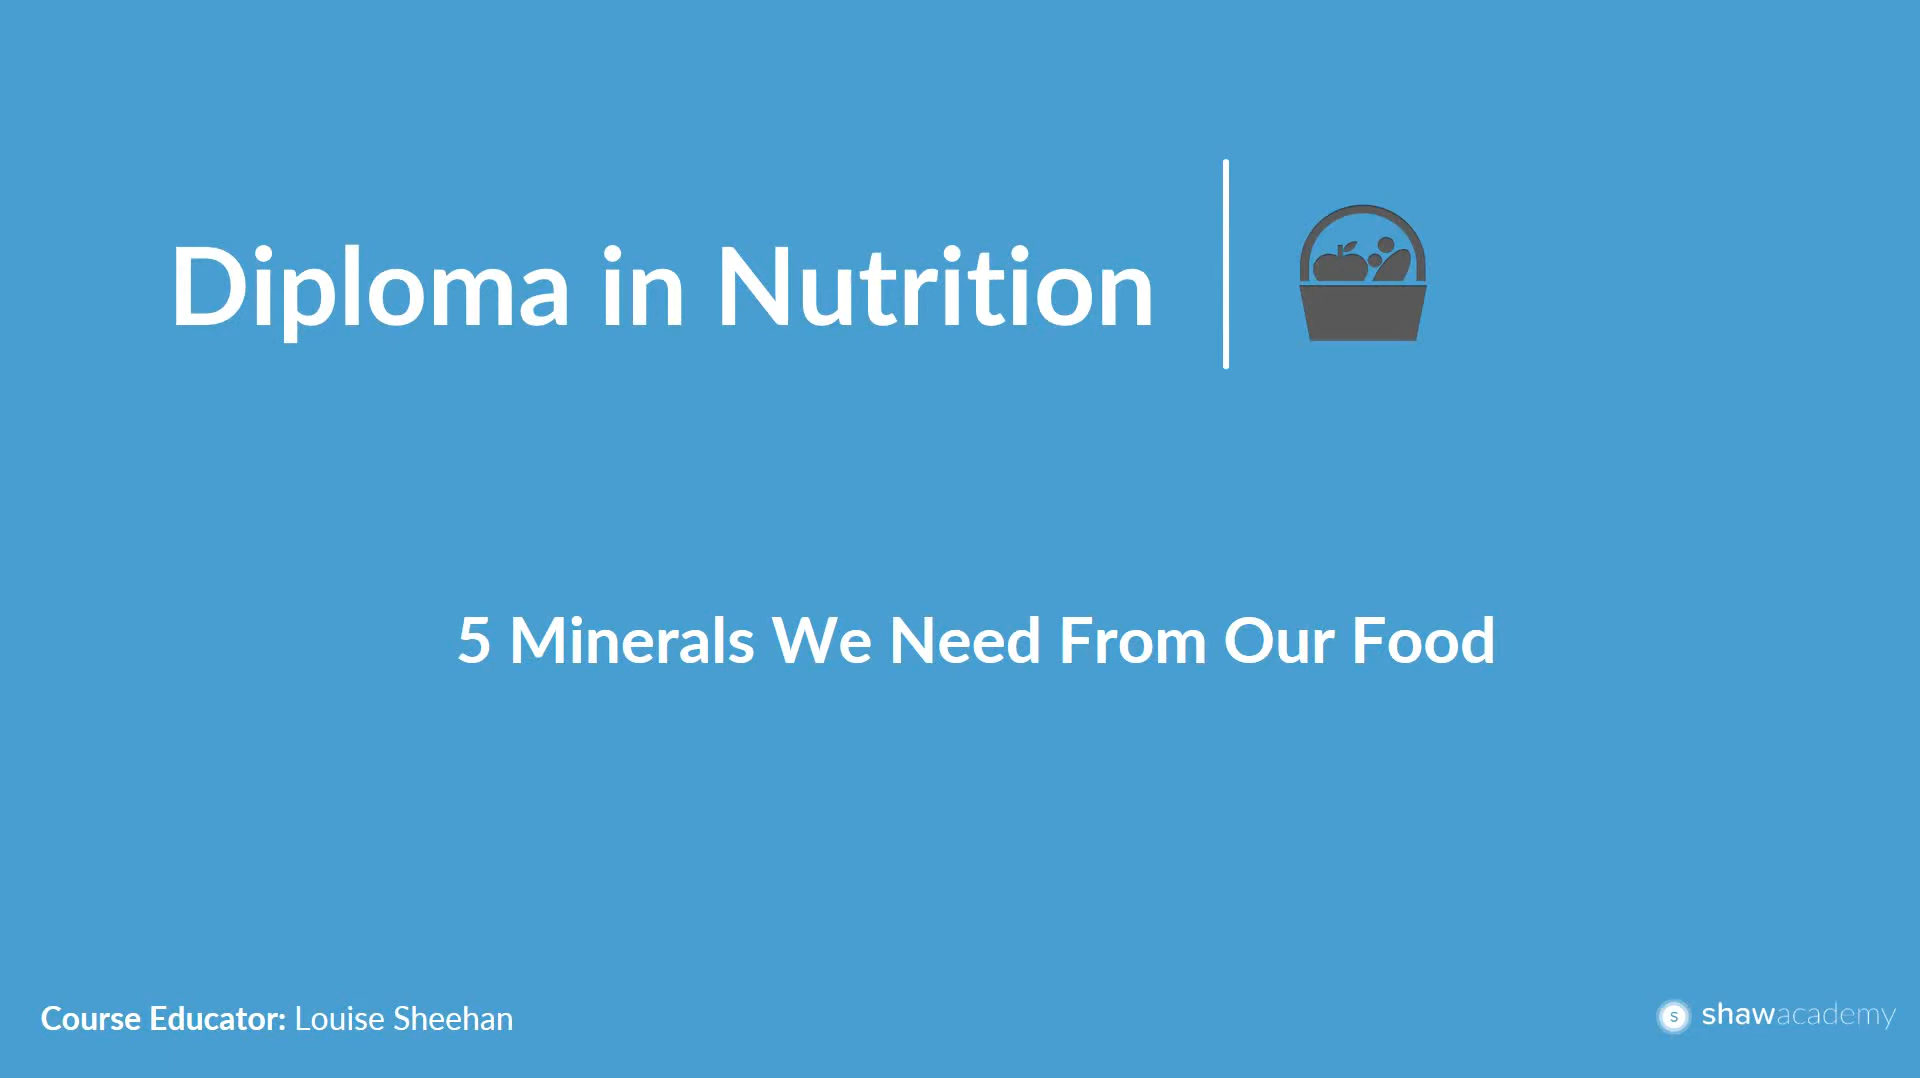 Diploma in Nutrition
5 Minerals We Need From Our Food
Course Educator: Louise Sheehan
S shawacademy